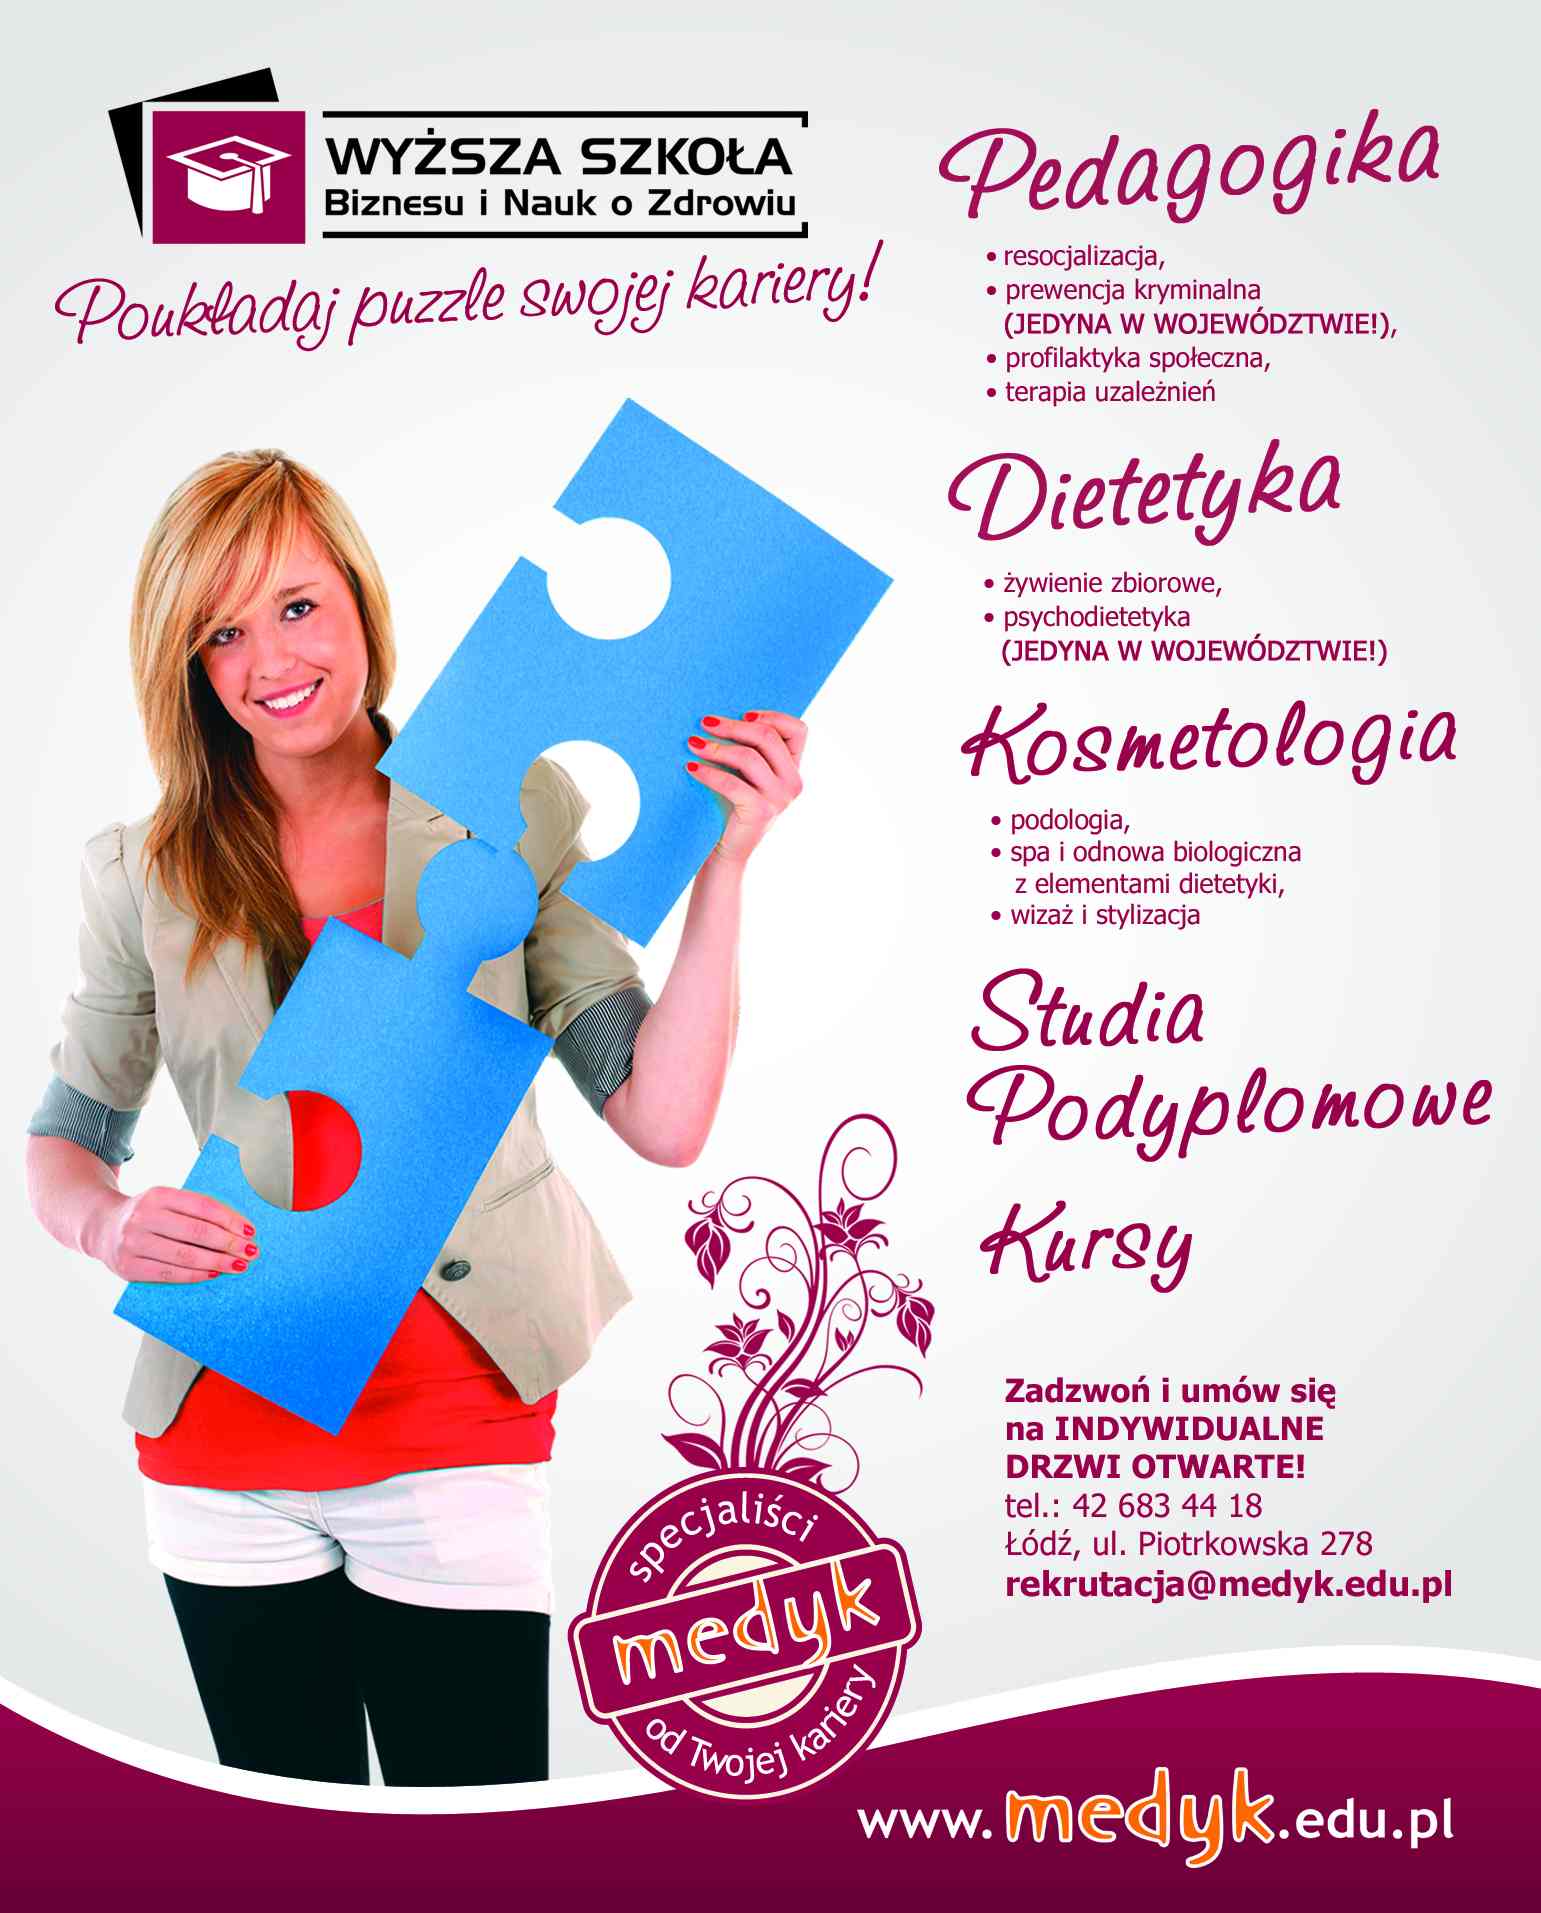 WYŻSZA SZKOŁA
Biznesu i Nauk o Zdrowiu
Poukładaj puzzle swojej kariery!
Pedagogika
• resocjalizacja,
• prewencja kryminalna
(JEDYNA W WOJEWÓDZTWIE!),
• profilaktyka społeczna,
• terapia uzależnień
Dietetyka
• żywienie zbiorowe,
• psychodietetyka
(JEDYNA W WOJEWÓDZTWIE!)
Kosmetologia
• podologia,
• spa i odnowa biologiczna
z elementami dietetyki,
• wizaż i stylizacja
Studia
Podyplomowe
Kursy
Zadzwoń i umów się
na INDYWIDUALNE
DRZWI OTWARTE!
tel.: 42 683 44 18
Łódź, ul. Piotrkowska 278
rekrutacja@medyk.edu.pl
specjaliści
medyk
od Twojej kariery
www.medyk.edu.pl